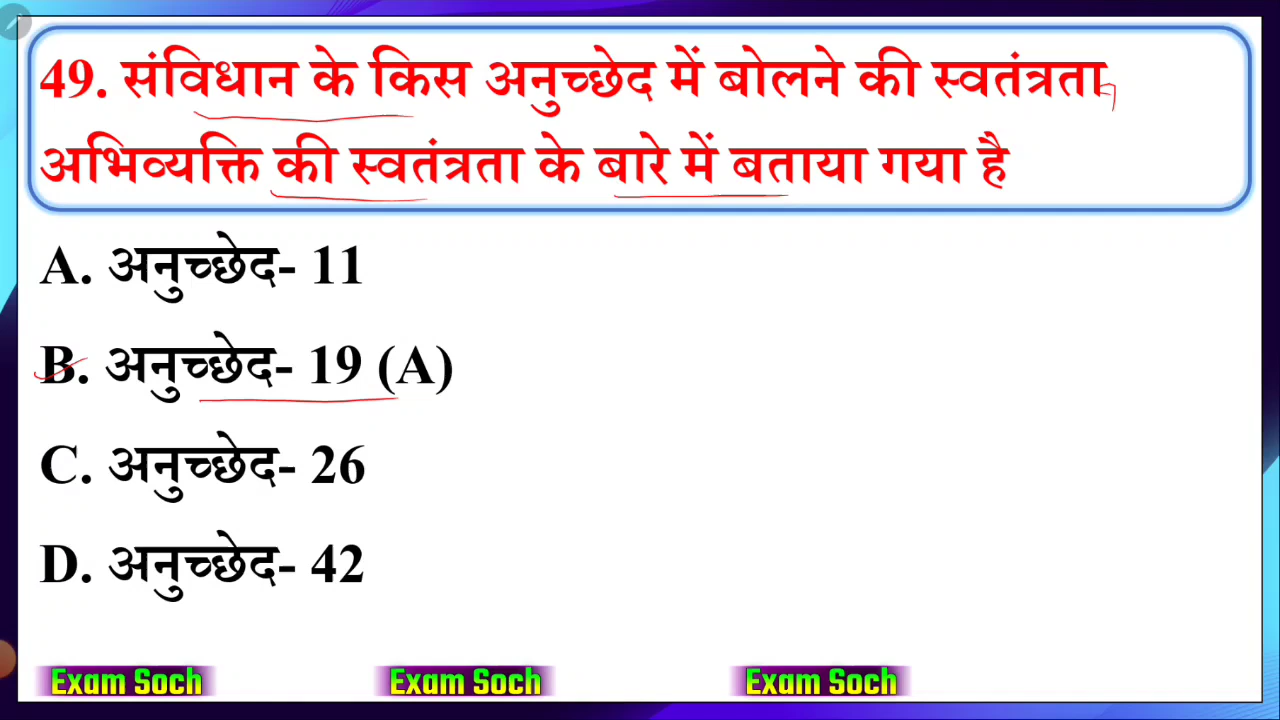 49. संविधान के किस अनुच्छेद में बोलने की स्वतंत्रता,
अभिव्यक्ति की स्वतंत्रता के बारे में बताया गया है
A. अनुच्छेद- 11
B. अनुच्छेद- 19 (A)
C. अनुच्छेद- 26
D. अनुच्छेद- 42
Exam Soch Exam Soch Exam Soch